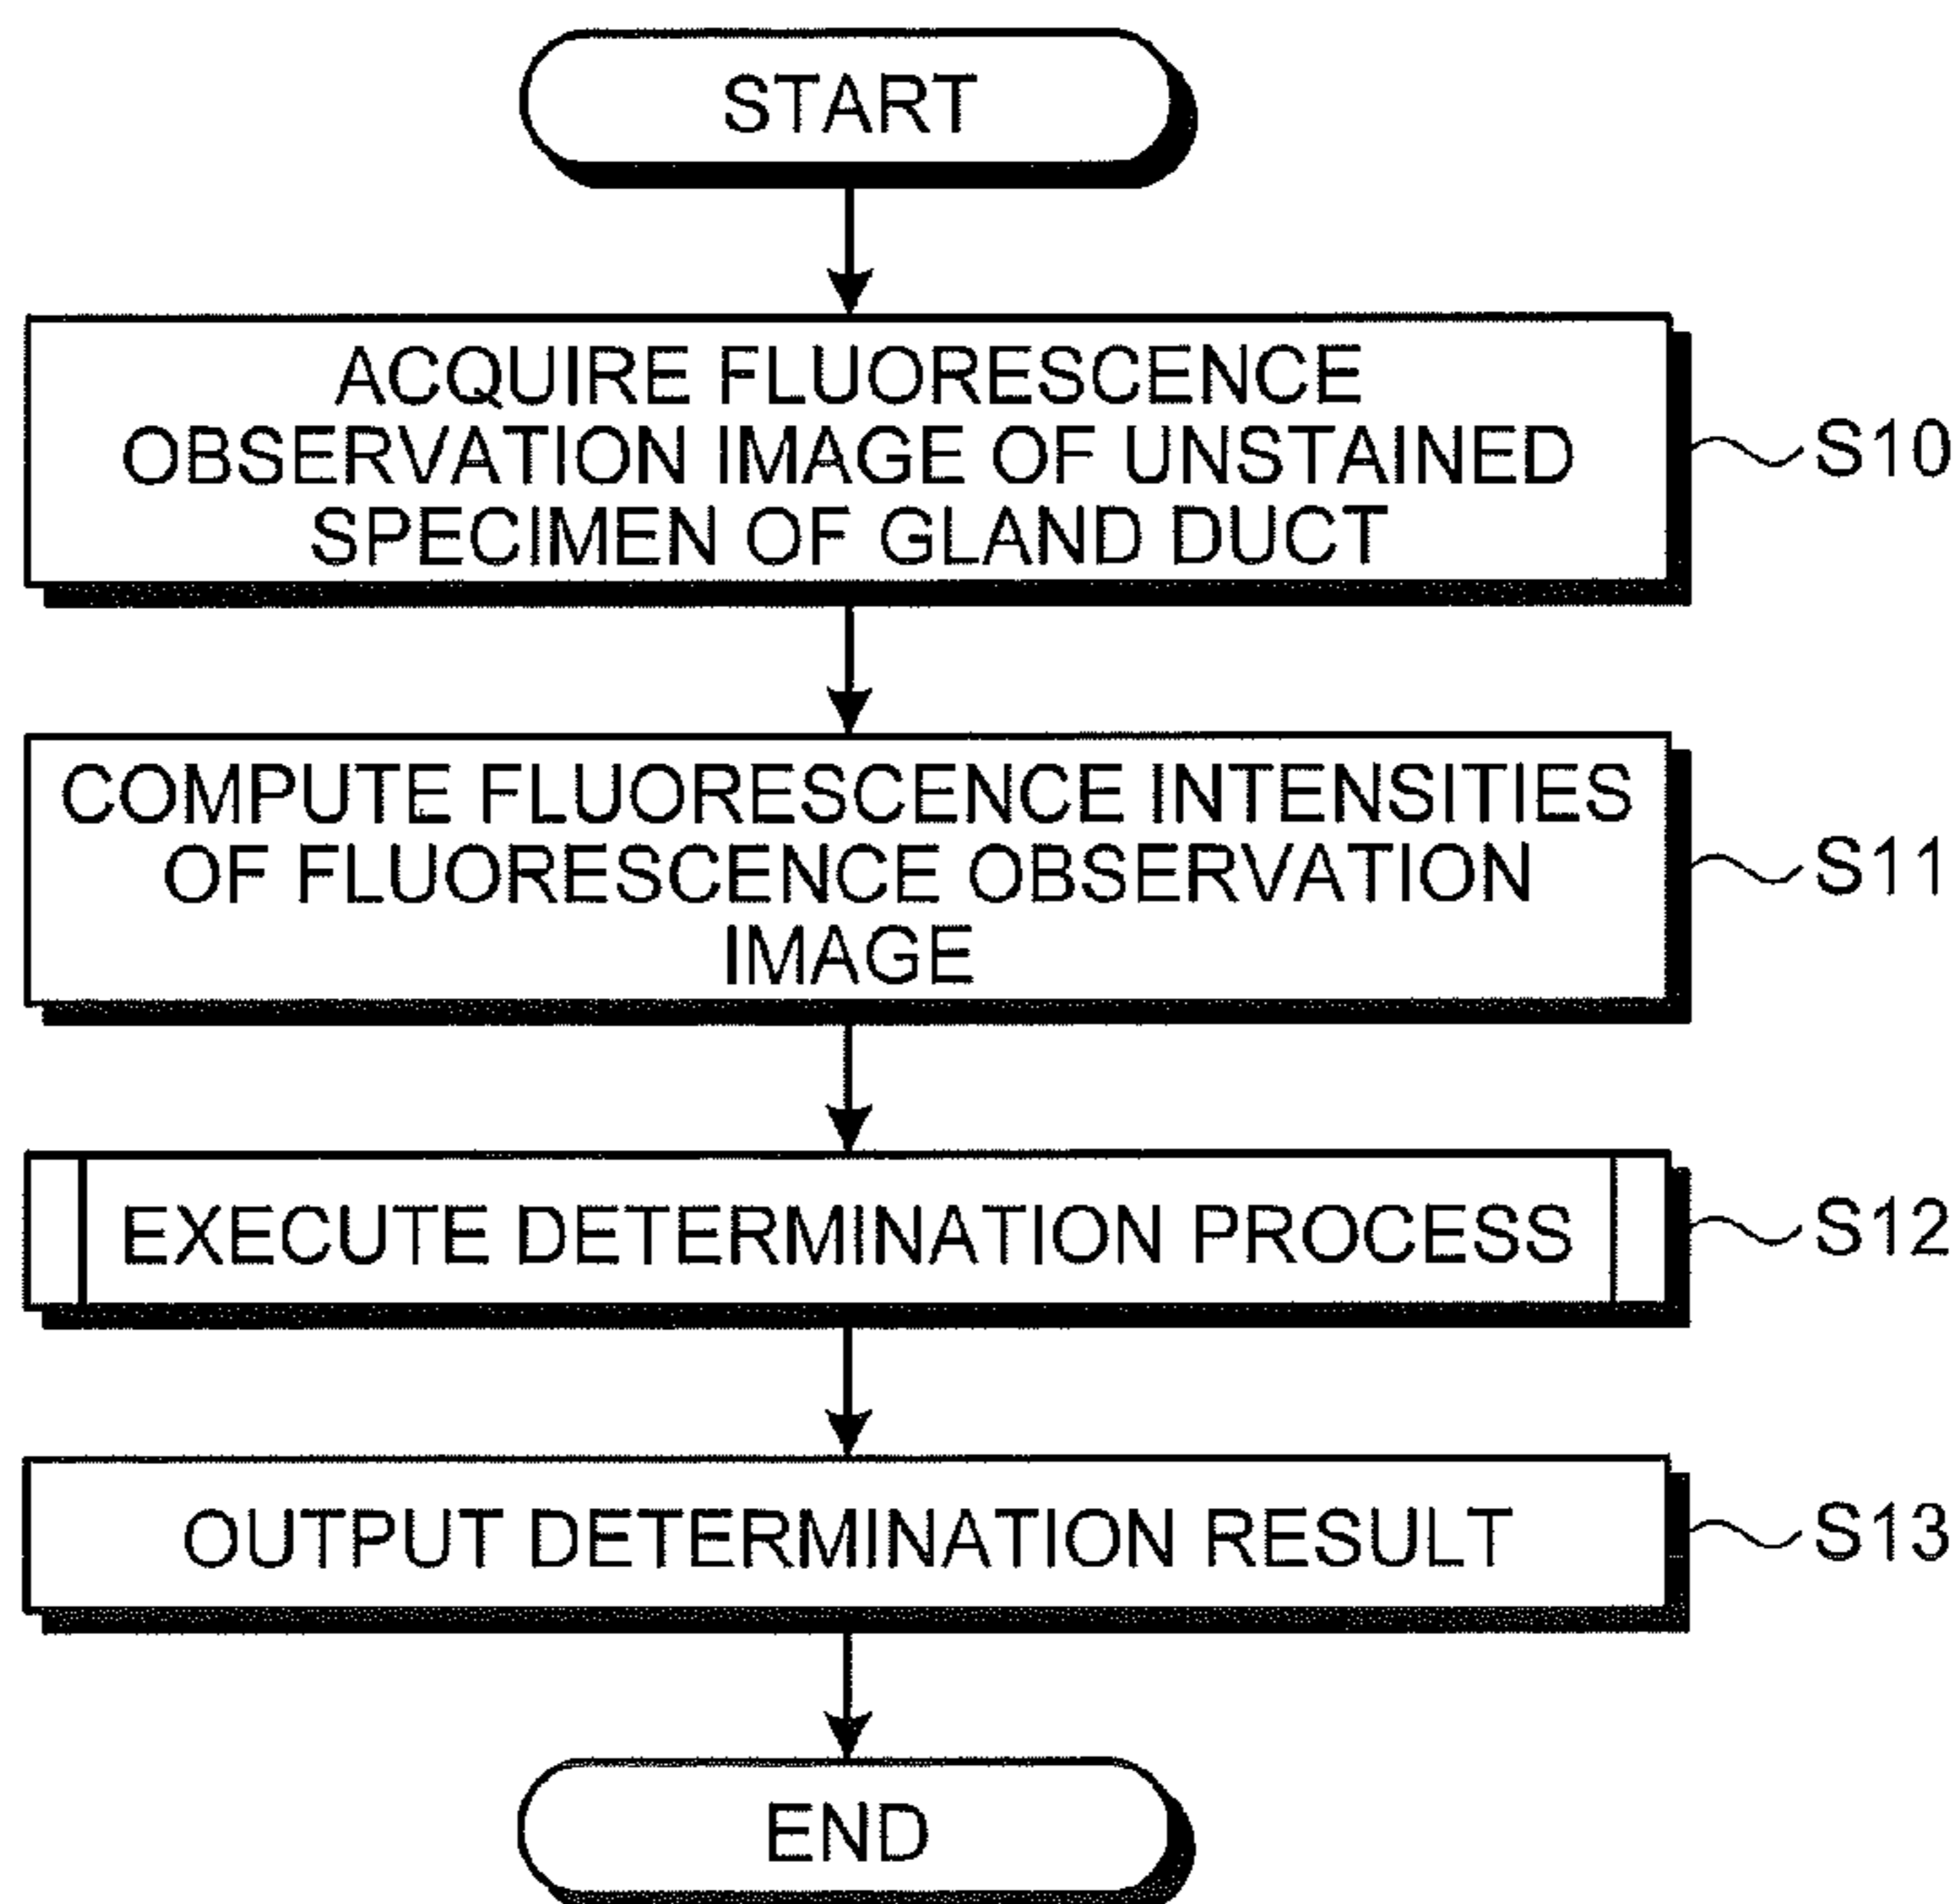 START
ACQUIRE FLUORESCENCE
OBSERVATION IMAGE OF UNSTAINED
SPECIMEN OF GLAND DUCT
S10
COMPUTE FLUORESCENCE INTENSITIES
OF FLUORESCENCE OBSERVATION
IMAGE
S11
EXECUTE DETERMINATION PROCESS
S12
OUTPUT DETERMINATION RESULT
S13
END